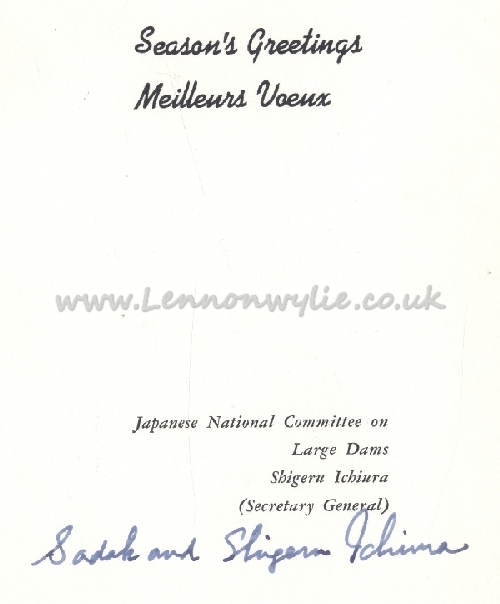 Season's Greetings
Meilleurs Voeux
www.Lennonwylie.co.uk
Japanese National Committee on
Large Dams
Shigeru Ichiura
(Secretary General)
and Shigeru Ichiura